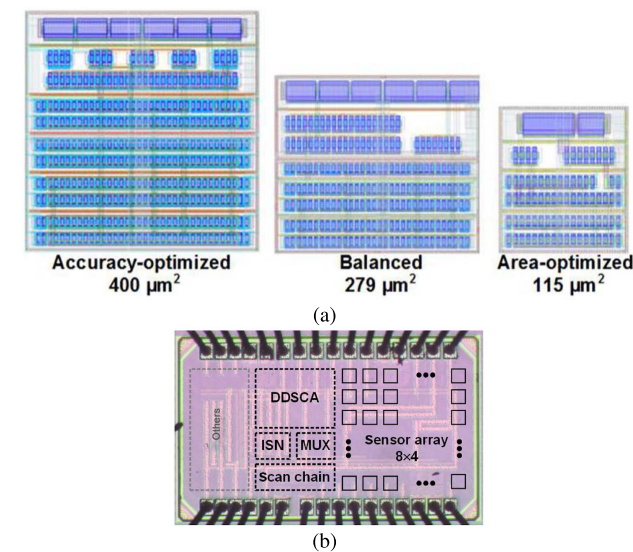 Accuracy-optimized
400 µm²
Balanced
279 µm²
Area-optimized
115 µm²
(a)
Others
DDSCA
ISN
MUX
Scan chain
Sensor array
8×4
(b)